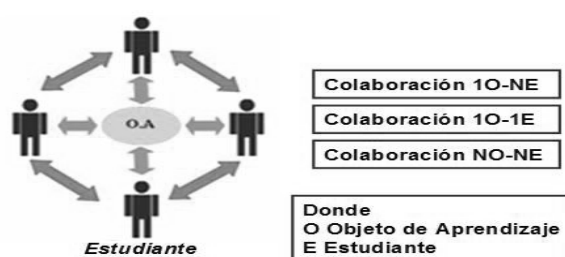 O.A
Estudiante
Colaboración 1O-NE
Colaboración 1O-1E
Colaboración NO-NE
Donde
O Objeto de Aprendizaje
E Estudiante